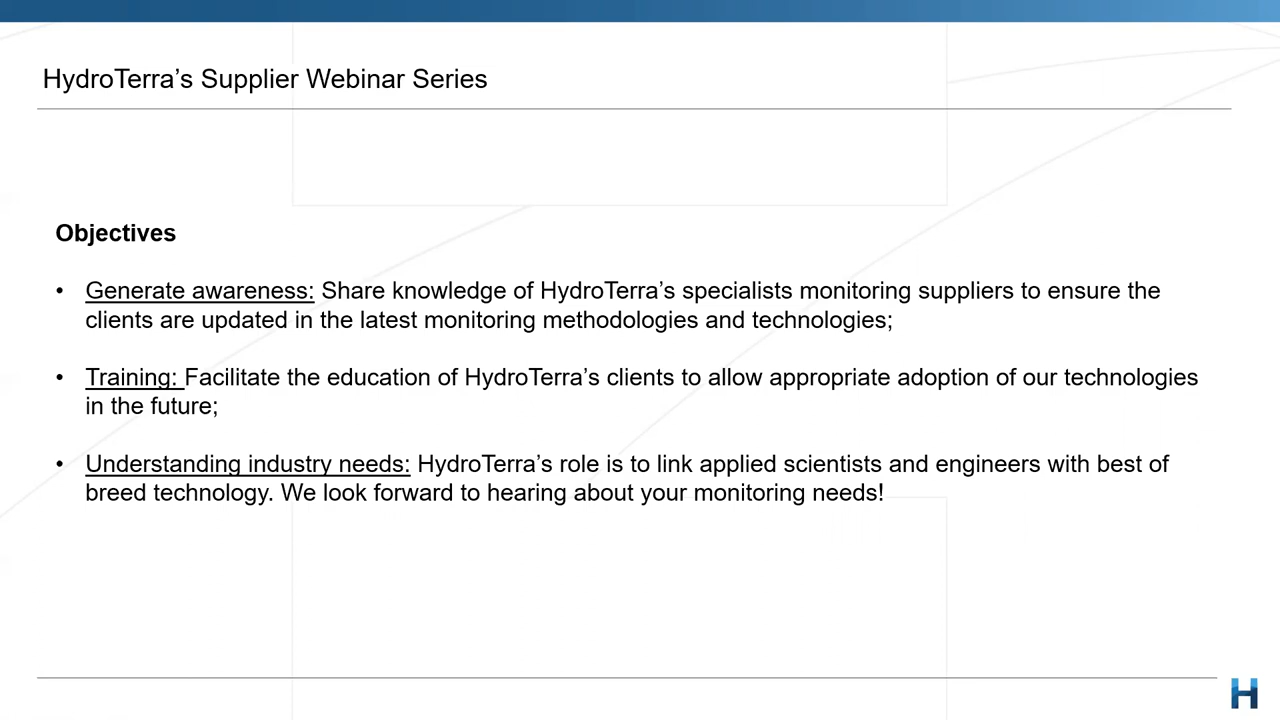 HydroTerra’s Supplier Webinar Series
Objectives
• Generate awareness: Share knowledge of HydroTerra’s specialists monitoring suppliers to ensure the
clients are updated in the latest monitoring methodologies and technologies;
• Training: Facilitate the education of HydroTerra’s clients to allow appropriate adoption of our technologies
in the future;
• Understanding industry needs: HydroTerra’s role is to link applied scientists and engineers with best of
breed technology. We look forward to hearing about your monitoring needs!
H